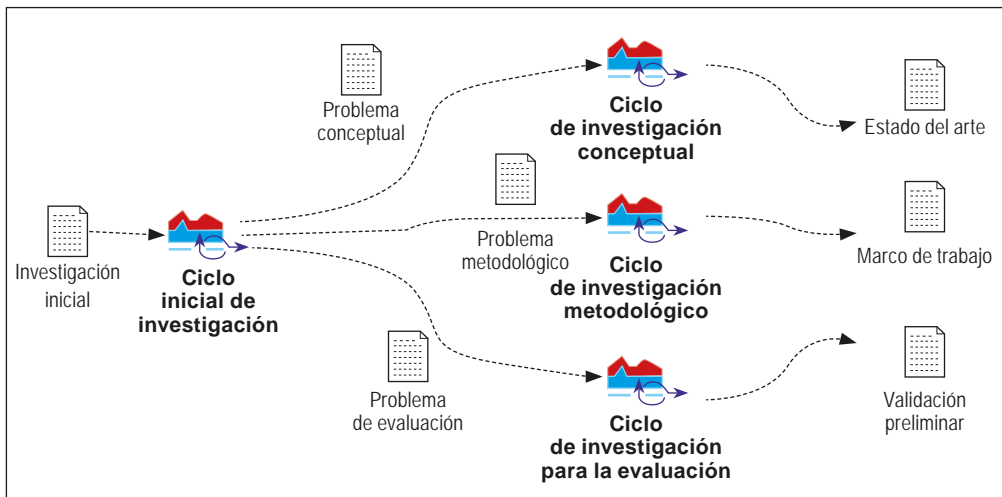 Problema
conceptual
Ciclo
de investigación
conceptual
Estado del arte
Investigación
inicial
Ciclo
inicial de
investigación
Problema
metodológico
Ciclo
de investigación
metodológico
Marco de trabajo
Problema
de evaluación
Ciclo
de investigación
para la evaluación
Validación
preliminar